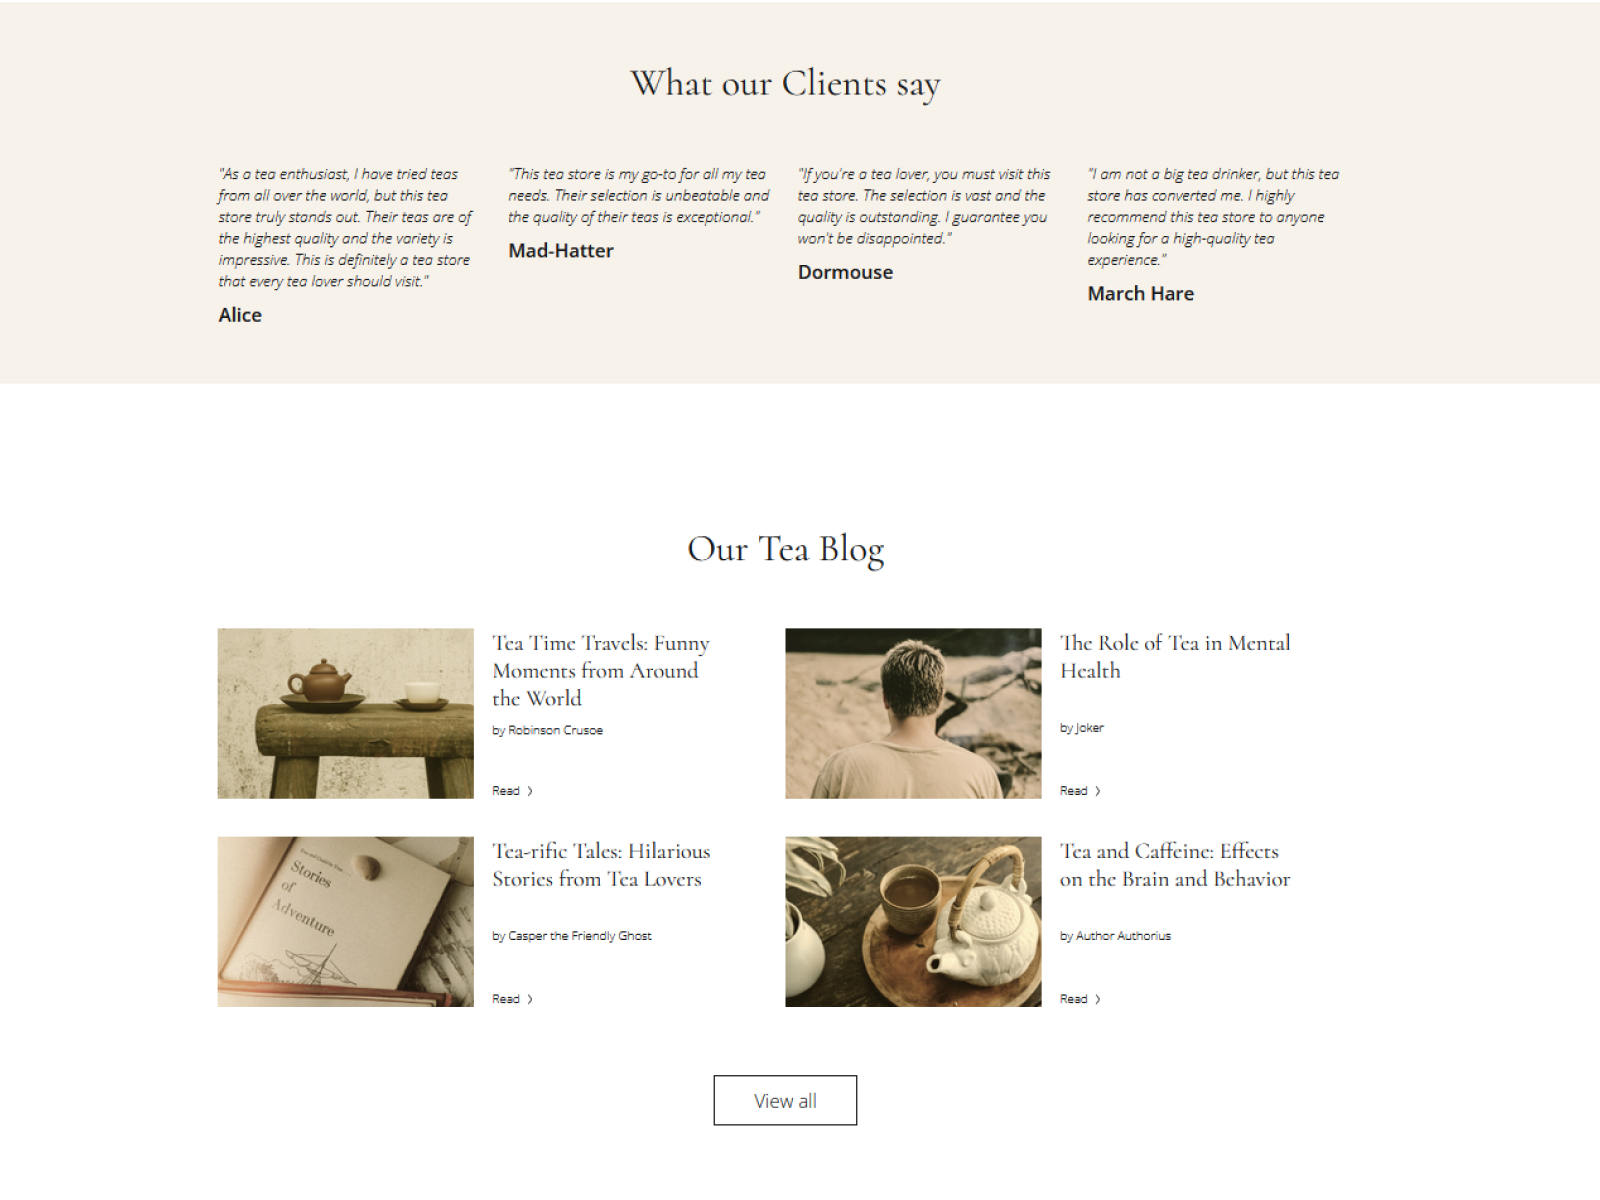 What our Clients say
"As a tea enthusiast, I have tried teas
from all over the world, but this tea
store truly stands out. Their teas are of
the highest quality and the variety is
impressive. This is definitely a tea store
that every tea lover should visit."
Alice
"This tea store is my go-to for all my tea
needs. Their selection is unbeatable and
the quality of their teas is exceptional."
Mad-Hatter
"If you're a tea lover, you must visit this
tea store. The selection is vast and the
quality is outstanding. I guarantee you
won't be disappointed."
Dormouse
"I am not a big tea drinker, but this tea
store has converted me. I highly
recommend this tea store to anyone
looking for a high-quality tea
experience."
March Hare
Our Tea Blog
Tea Time Travels: Funny
Moments from Around
the World
by Robinson Crusoe
Read
The Role of Tea in Mental
Health
by Joker
Read
Stories
of
Adventure
Tea-rific Tales: Hilarious
Stories from Tea Lovers
by Casper the Friendly Ghost
Read
Tea and Caffeine: Effects
on the Brain and Behavior
by Author Authorius
Read
View all